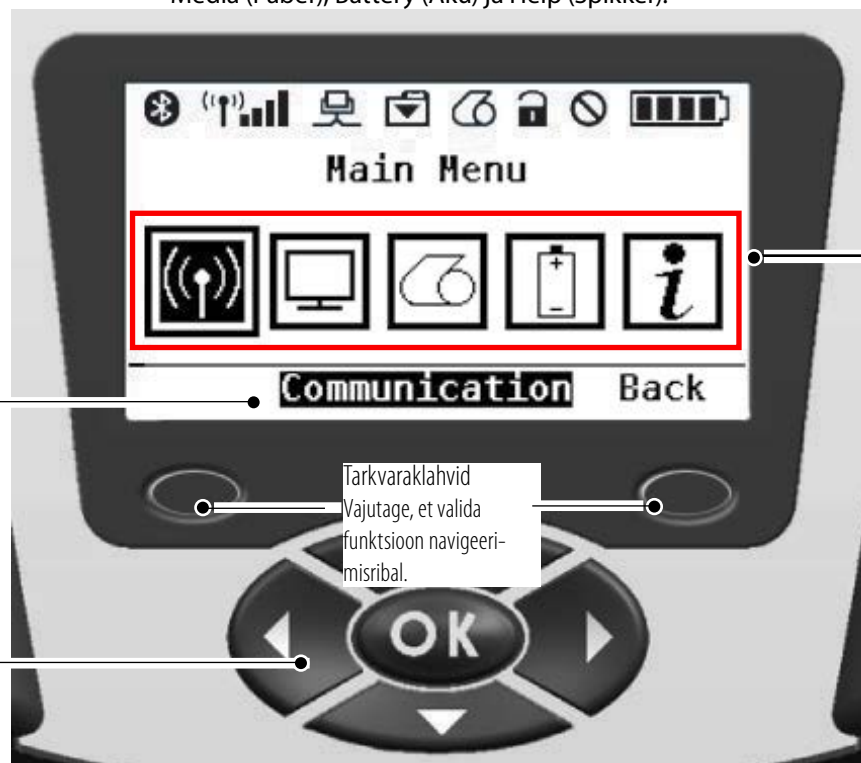 Media (Paber), Battery (Aku) ja Help (Spikker).
Main Menu
Communication Back
Tarkvaraklahvid
Vajutage, et valida
funktsioon navigeeri-
misribal.
OK